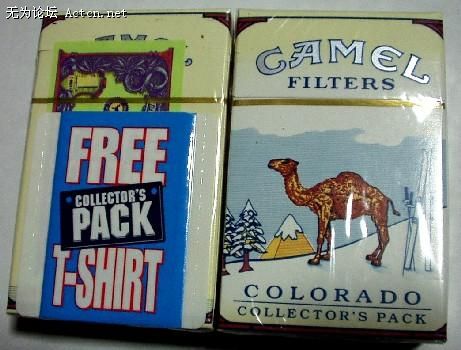 无为论坛 Actcn.net
FREE
COLLECTOR'S
PACK
T-SHIRT
CAMEL
FILTERS
COLORADO
COLLECTOR'S PACK